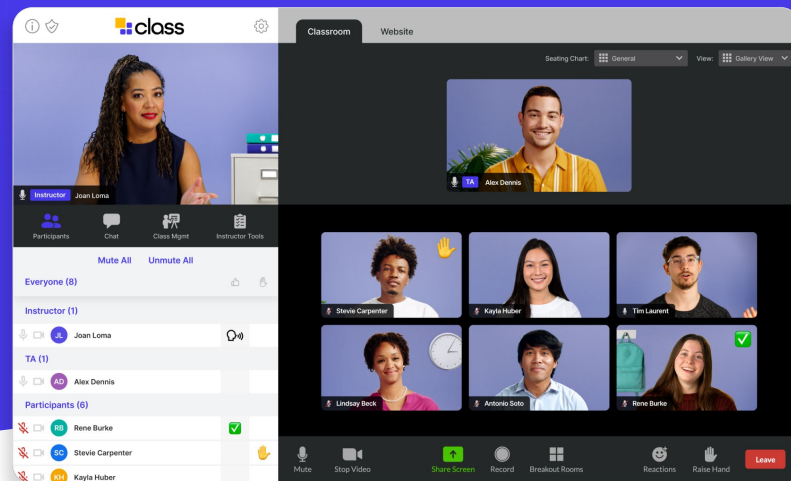 class
Instructor Joan Loma
Participants Chat Class Mgmt Instructor Tools
Mute All Unmute All
Everyone (8)
Instructor (1)
JL Joan Loma
TA (1)
AD Alex Dennis
Participants (6)
RB Rene Burke
SC Stevie Carpenter
KH Kayla Huber
Classroom Website
Seating Chart: General View: Gallery View
TA Alex Dennis
Stevie Carpenter Kayla Huber Tim Laurent
Lindsay Beck Antonio Soto Rene Burke
Mute Stop Video Share Screen Record Breakout Rooms Reactions Raise Hand Leave